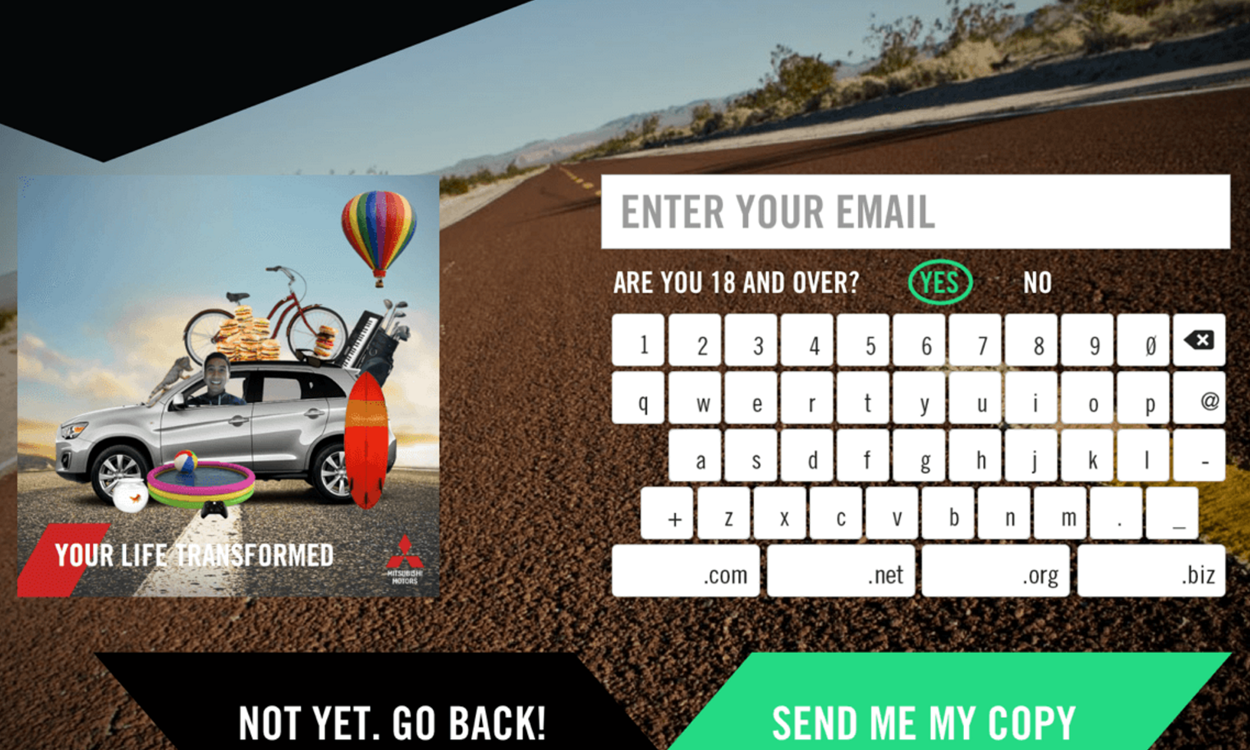 ENTER YOUR EMAIL
ARE YOU 18 AND OVER? YES NO
1 2 3 4 5 6 7 8 9 Ø
q w e r t y u i o p @
a s d f g h j k l -
+ z x c v b n m . _
.com .net .org .biz
YOUR LIFE TRANSFORMED
MITSUBISHI
MOTORS
NOT YET. GO BACK! SEND ME MY COPY